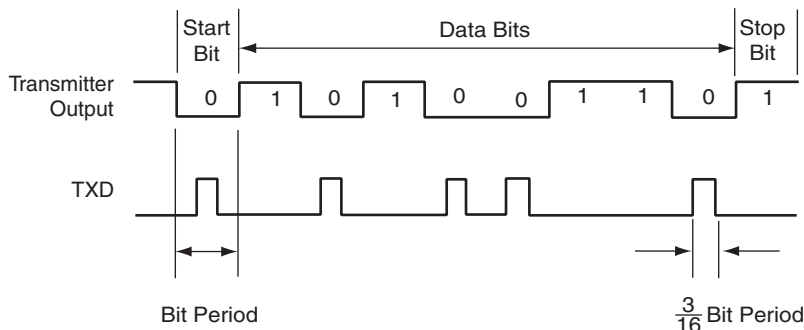 Start
Bit
Data Bits
Stop
Bit
Transmitter
Output
0 1 0 1 0 0 1 1 0 1
TXD
Bit Period
3/16 Bit Period